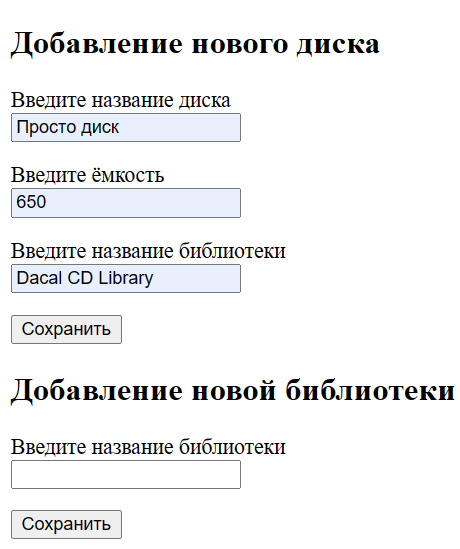 Добавление нового диска
Введите название диска
Просто диск
Введите ёмкость
650
Введите название библиотеки
Dacal CD Library
Сохранить
Добавление новой библиотеки
Введите название библиотеки
Сохранить